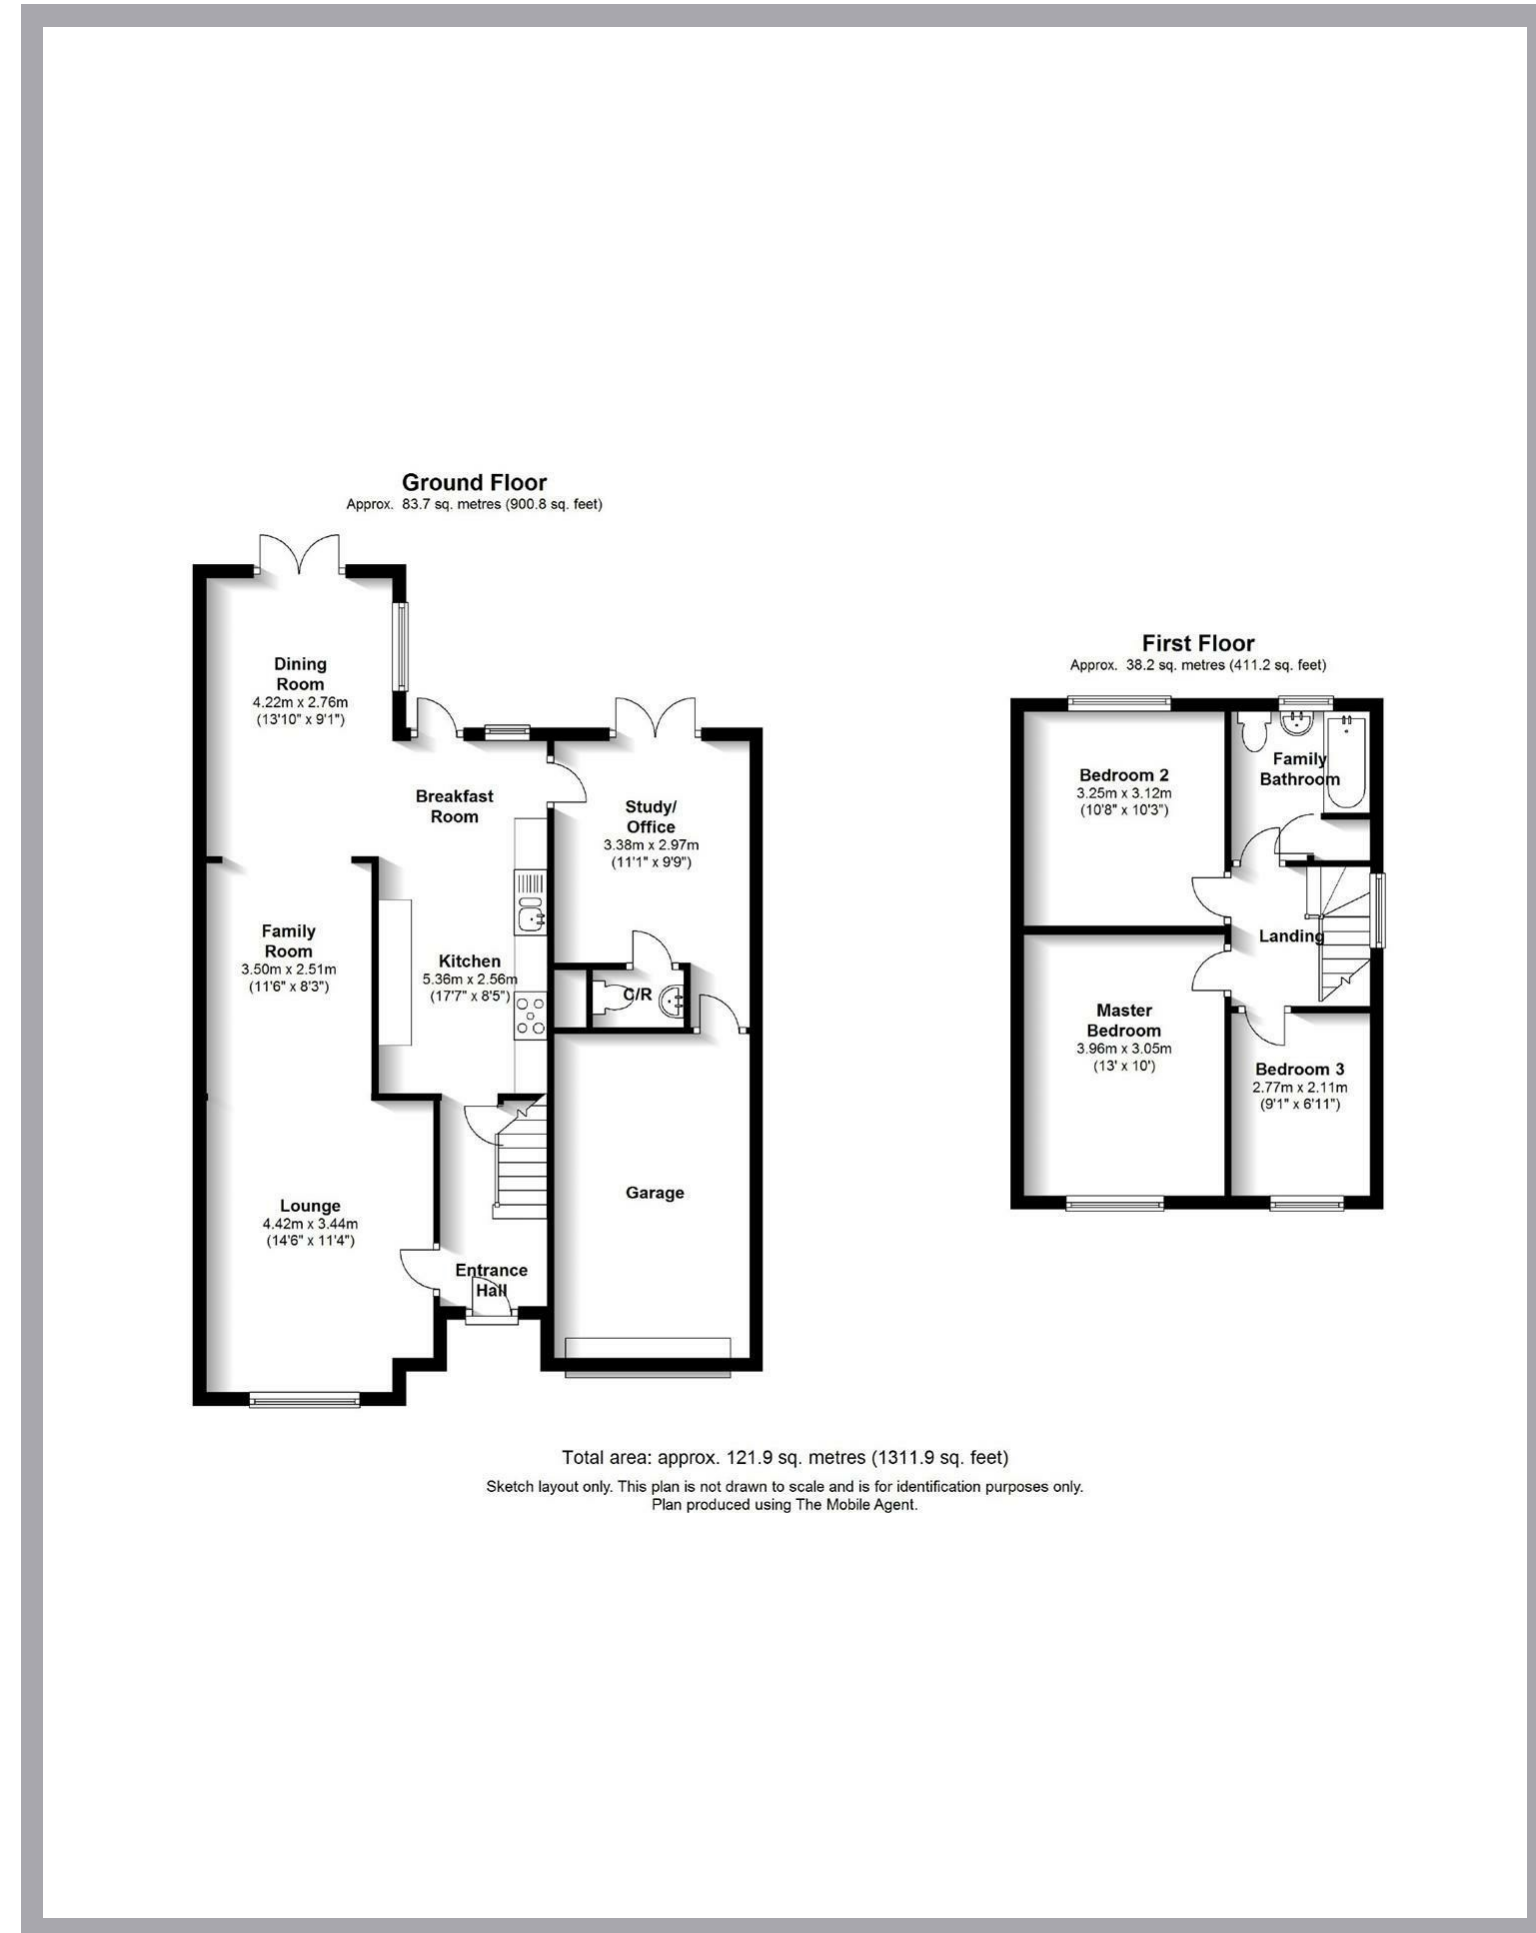 Ground Floor
Approx. 83.7 sq. metres (900.8 sq. feet)
Dining
Room
4.22m x 2.76m
(13'10" x 9'1")
Breakfast
Room
Study/
Office
3.38m x 2.97m
(11'1" x 9'9")
Family
Room
3.50m x 2.51m
(11'6" x 8'3")
Kitchen
5.36m x 2.56m
(17'7" x 8'5")
C/R
Garage
Lounge
4.42m x 3.44m
(14'6" x 11'4")
Entrance
Hall
First Floor
Approx. 38.2 sq. metres (411.2 sq. feet)
Bedroom 2
3.25m x 3.12m
(10'8" x 10'3")
Family
Bathroom
Landing
Master
Bedroom
3.96m x 3.05m
(13' x 10')
Bedroom 3
2.77m x 2.11m
(9'1" x 6'11")
Total area: approx. 121.9 sq. metres (1311.9 sq. feet)
Sketch layout only. This plan is not drawn to scale and is for identification purposes only.
Plan produced using The Mobile Agent.